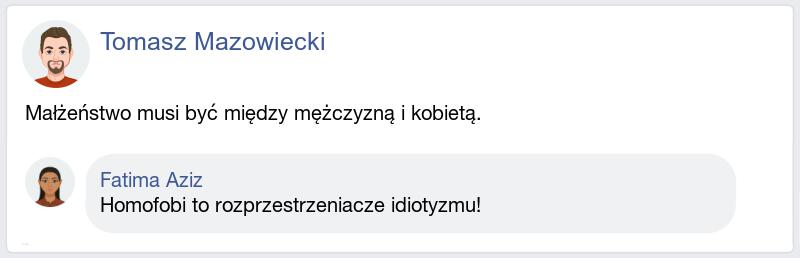 Tomasz Mazowiecki
Małżeństwo musi być między mężczyzną i kobietą.
Fatima Aziz
Homofobi to rozprzestrzeniacze idiotyzmu!